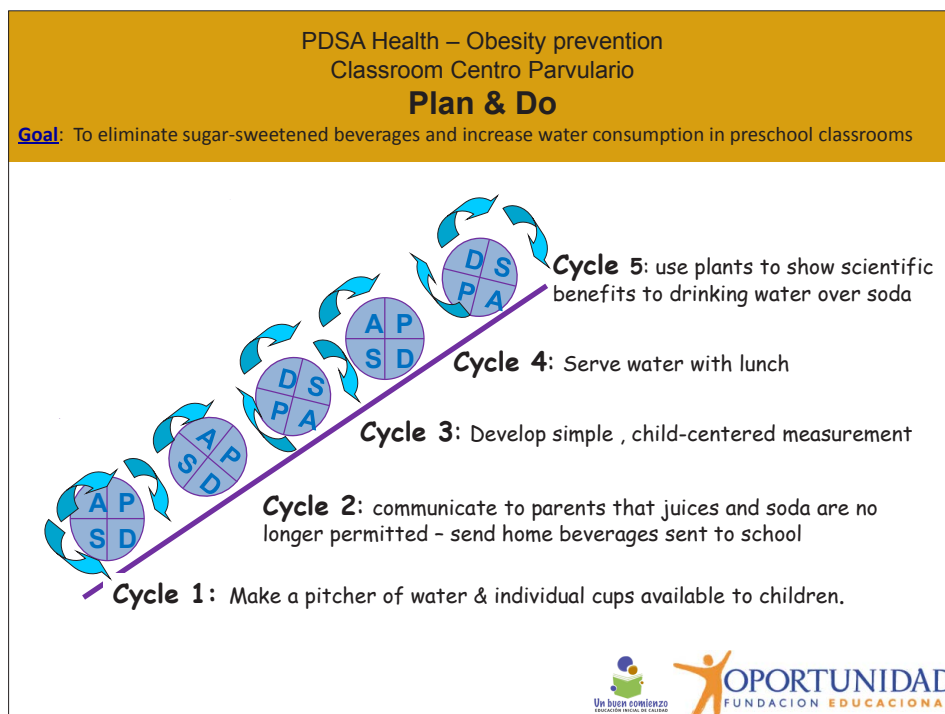 PDSA Health – Obesity prevention
Classroom Centro Parvulario
Plan & Do
Goal: To eliminate sugar-sweetened beverages and increase water consumption in preschool classrooms
D S
P A
Cycle 5: use plants to show scientific
benefits to drinking water over soda
A P
S D
Cycle 4: Serve water with lunch
D S
P A
Cycle 3: Develop simple , child-centered measurement
A P
S D
Cycle 2: communicate to parents that juices and soda are no
longer permitted – send home beverages sent to school
A P
S D
Cycle 1: Make a pitcher of water & individual cups available to children.
Un buen comienzo
EDUCACIÓN INICIAL DE CALIDAD
OPORTUNIDAD
FUNDACION EDUCACIONA